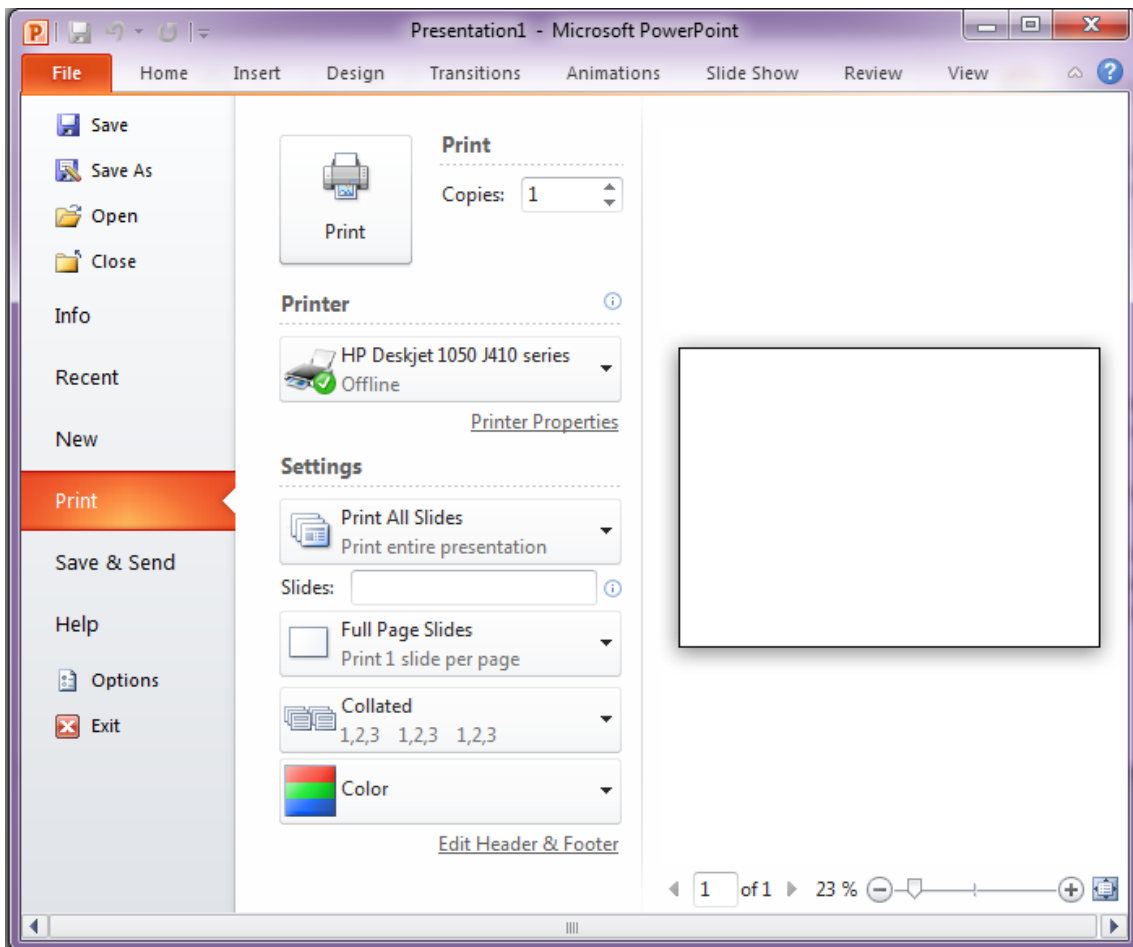 Presentation1 - Microsoft PowerPoint
File Home Insert Design Transitions Animations Slide Show Review View
Save
Save As
Open
Close
Info
Recent
New
Print
Save & Send
Help
Options
Exit
Print
Print
Copies: 1
Printer
HP Deskjet 1050 J410 series
Offline
Printer Properties
Settings
Print All Slides
Print entire presentation
Slides:
Full Page Slides
Print 1 slide per page
Collated
1,2,3 1,2,3 1,2,3
Color
Edit Header & Footer
1 of 1 23 %